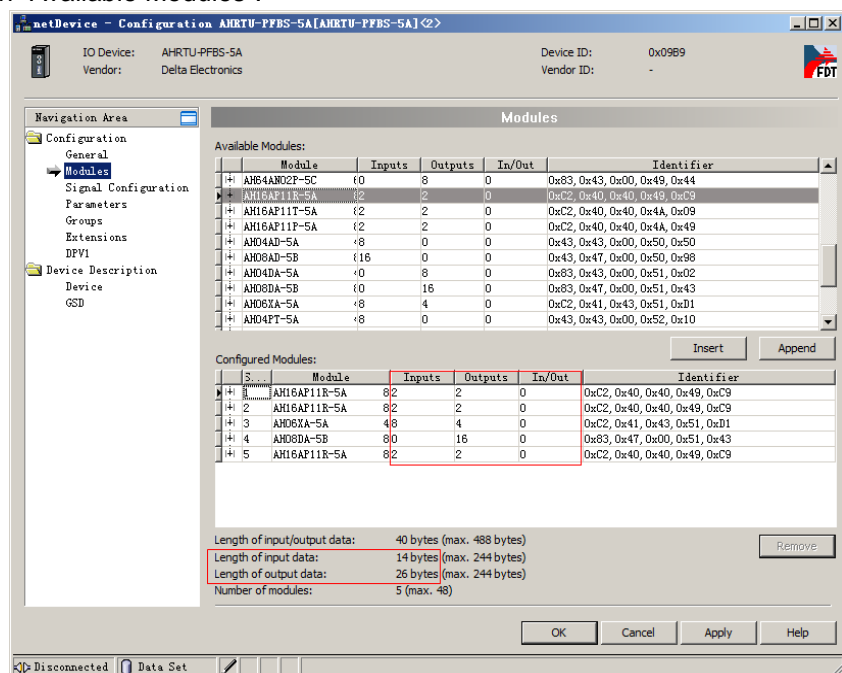 netDevice - Configuration AHRTU-PFBS-5A[AHRTU-PFBS-5A]<2>
IO Device: AHRTU-PFBS-5A Device ID: 0x09B9
Vendor: Delta Electronics Vendor ID: -
FDT
Navigation Area
Configuration
General
Modules
Signal Configuration
Parameters
Groups
Extensions
DPV1
Device Description
Device
GSD
Modules
Available Modules:
Module Inputs Outputs In/Out Identifier
AH64AN02P-5C 0 8 0 0x83, 0x43, 0x00, 0x49, 0x44
AH16AP11R-5A 2 2 0 0xC2, 0x40, 0x40, 0x49, 0xC9
AH16AP11T-5A 2 2 0 0xC2, 0x40, 0x40, 0x4A, 0x09
AH16AP11P-5A 2 2 0 0xC2, 0x40, 0x40, 0x4A, 0x49
AH04AD-5A 8 0 0 0x43, 0x43, 0x00, 0x50, 0x50
AH08AD-5B 16 0 0 0x43, 0x47, 0x00, 0x50, 0x98
AH04DA-5A 0 8 0 0x83, 0x43, 0x00, 0x51, 0x02
AH08DA-5B 0 16 0 0x83, 0x47, 0x00, 0x51, 0x43
AH06XA-5A 8 4 0 0xC2, 0x41, 0x43, 0x51, 0xD1
AH04PT-5A 8 0 0 0x43, 0x43, 0x00, 0x52, 0x10
Insert Append
Configured Modules:
S... Module Inputs Outputs In/Out Identifier
1 AH16AP11R-5A 8 2 2 0 0xC2, 0x40, 0x40, 0x49, 0xC9
2 AH16AP11R-5A 8 2 2 0 0xC2, 0x40, 0x40, 0x49, 0xC9
3 AH06XA-5A 4 8 4 0 0xC2, 0x41, 0x43, 0x51, 0xD1
4 AH08DA-5B 8 0 16 0 0x83, 0x47, 0x00, 0x51, 0x43
5 AH16AP11R-5A 8 2 2 0 0xC2, 0x40, 0x40, 0x49, 0xC9
Length of input/output data: 40 bytes (max. 488 bytes)
Length of input data: 14 bytes (max. 244 bytes)
Length of output data: 26 bytes (max. 244 bytes)
Number of modules: 5 (max. 48)
Remove
OK Cancel Apply Help
Disconnected Data Set